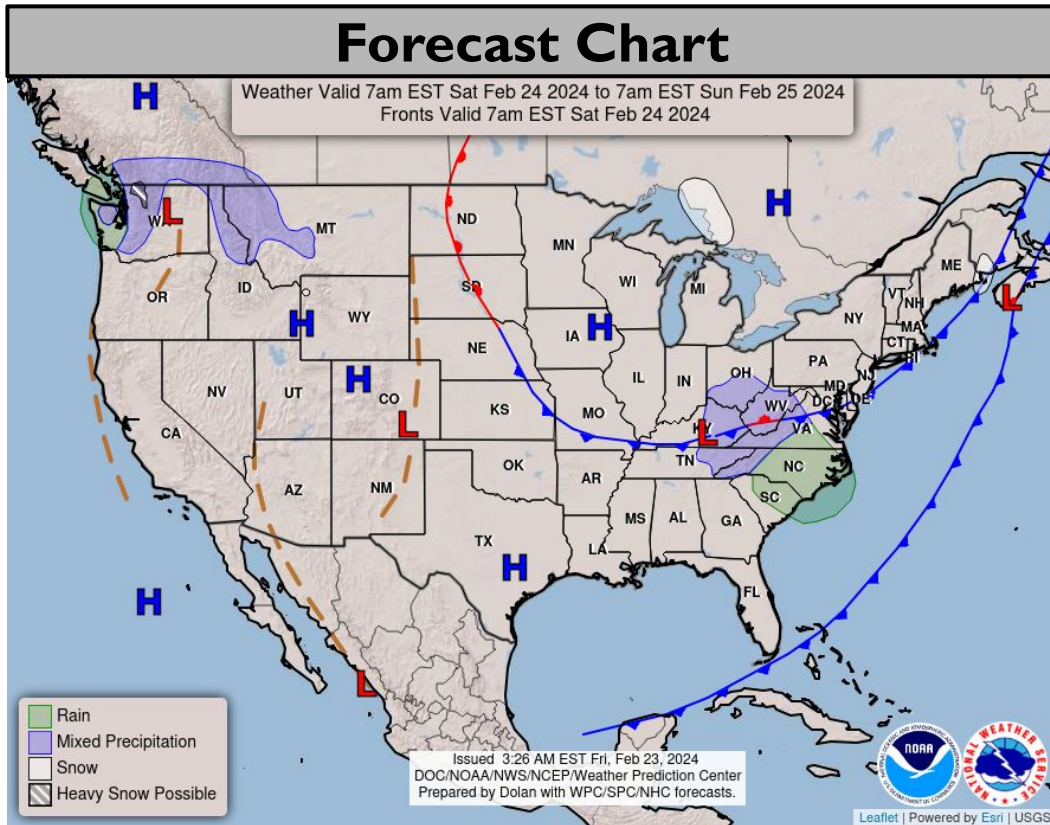 Forecast Chart
Weather Valid 7am EST Sat Feb 24 2024 to 7am EST Sun Feb 25 2024
Fronts Valid 7am EST Sat Feb 24 2024
H
H
L
WA
MT
ND
MN
ME
OR
ID
SD
WI
MI
VT
NH
L
H
WY
IA
H
NY
MA
CT
RI
NV
UT
H
CO
NE
IL
IN
OH
PA
NJ
MD
DE
DC
WV
VA
CA
L
KS
MO
KY
L
AZ
NM
OK
AR
TN
NC
SC
TX
H
LA
MS
AL
GA
FL
H
L
Rain
Mixed Precipitation
Snow
Heavy Snow Possible
Issued 3:26 AM EST Fri, Feb 23, 2024
DOC/NOAA/NWS/NCEP/Weather Prediction Center
Prepared by Dolan with WPC/SPC/NHC forecasts.
NOAA
NATIONAL WEATHER SERVICE
Leaflet | Powered by Esri | USGS